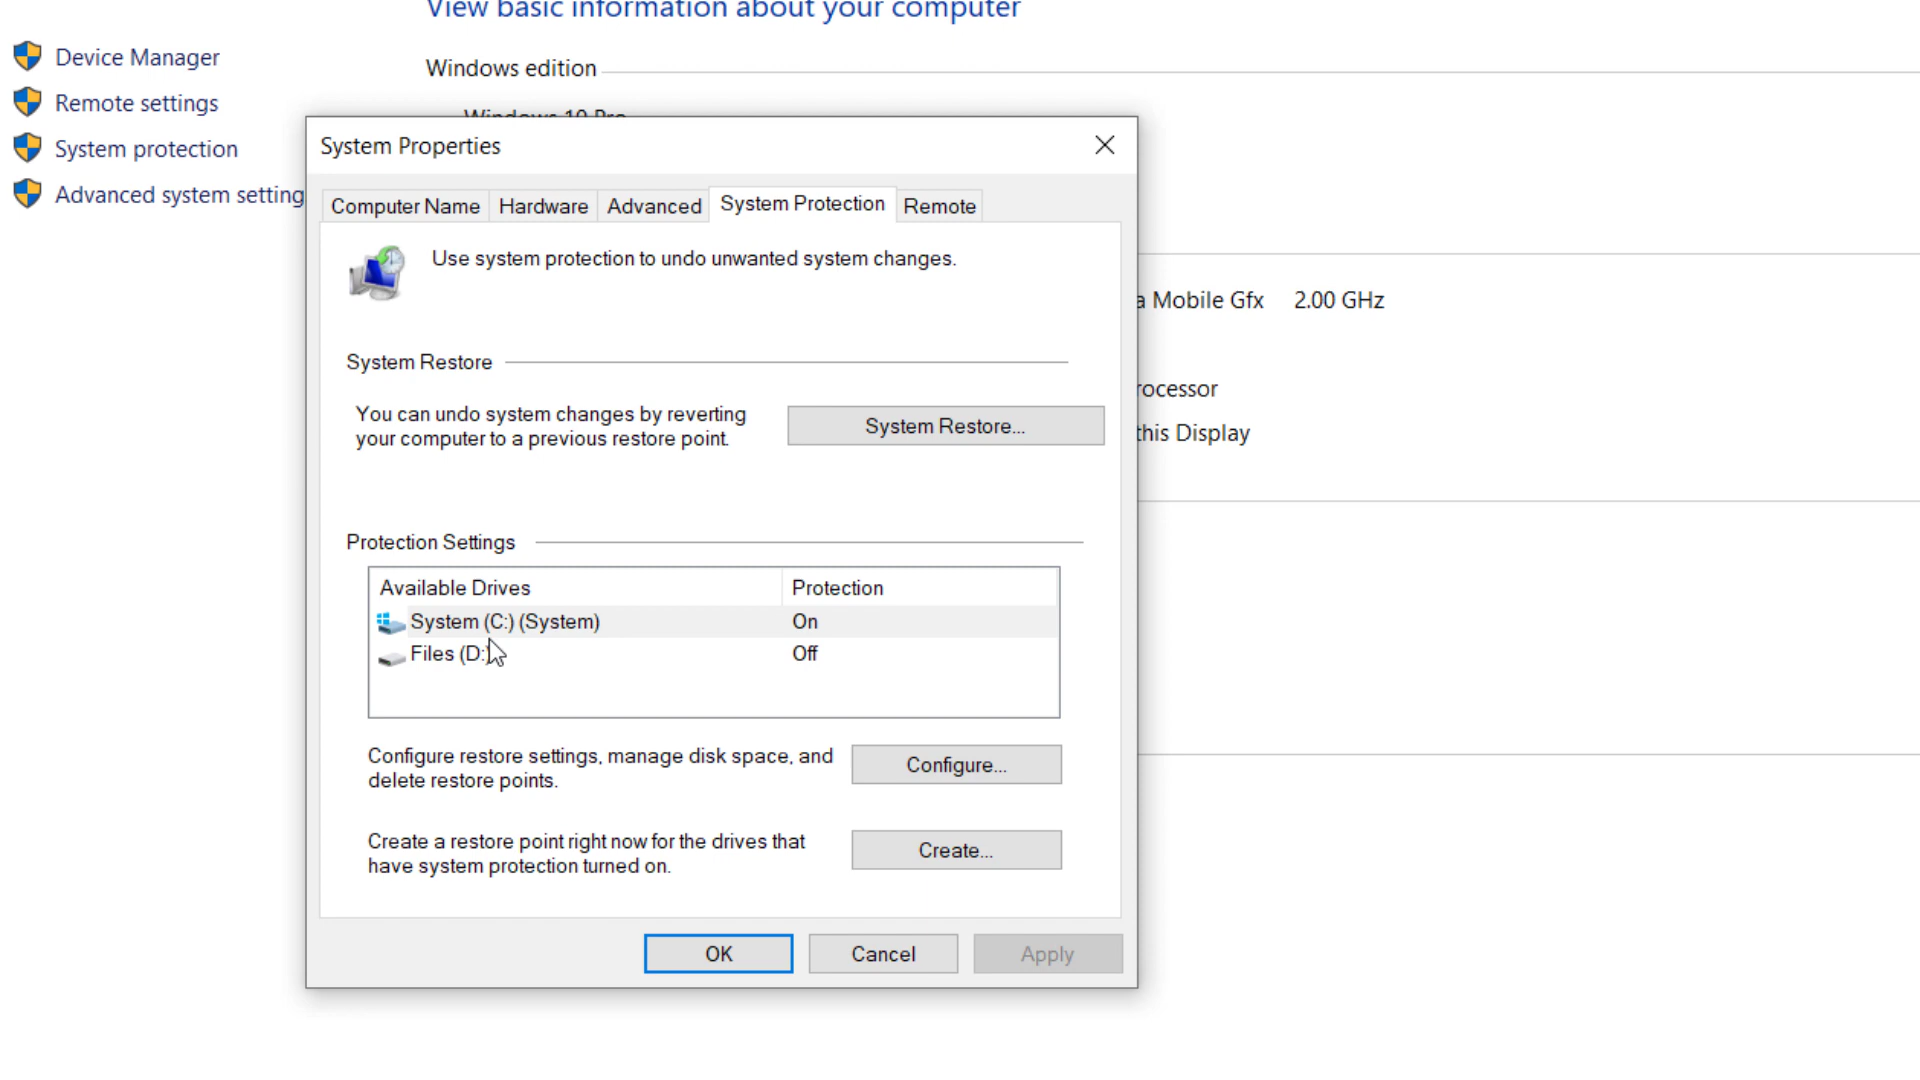 View basic information about your computer
Device Manager
Remote settings
System protection
Advanced system setting
Windows edition
Windows 10 Pro
System Properties
Computer Name
Hardware
Advanced
System Protection
Remote
Use system protection to undo unwanted system changes.
a Mobile Gfx 2.00 GHz
rocessor
this Display
System Restore
You can undo system changes by reverting
your computer to a previous restore point.
System Restore...
Protection Settings
Available Drives Protection
System (C:) (System) On
Files (D:) Off
Configure restore settings, manage disk space, and
delete restore points.
Configure...
Create a restore point right now for the drives that
have system protection turned on.
Create...
OK
Cancel
Apply